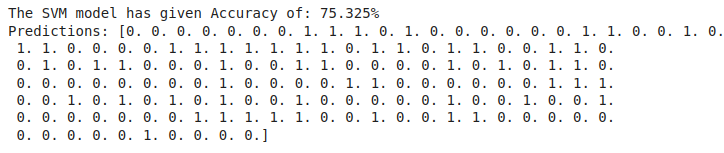 The SVM model has given Accuracy of: 75.325%
Predictions: [0. 0. 0. 0. 0. 0. 0. 1. 1. 1. 0. 1. 0. 0. 0. 0. 0. 0. 1. 1. 0. 0. 1. 0.
1. 1. 0. 0. 0. 0. 1. 1. 1. 1. 1. 1. 1. 0. 1. 1. 0. 1. 1. 0. 0. 1. 1. 0.
0. 1. 0. 1. 1. 0. 0. 0. 1. 0. 0. 1. 1. 0. 0. 0. 0. 0. 1. 0. 1. 0. 1. 1.
0. 0. 0. 0. 0. 0. 0. 0. 1. 0. 0. 0. 0. 1. 1. 0. 0. 0. 0. 0. 0. 1. 1. 1.
0. 0. 1. 0. 1. 0. 1. 0. 1. 0. 0. 1. 0. 0. 0. 0. 0. 1. 0. 0. 1. 0. 0. 1.
0. 0. 0. 0. 0. 0. 0. 1. 1. 1. 1. 1. 0. 0. 1. 0. 0. 1. 1. 0. 0. 0. 0. 0.
0. 0. 0. 0. 0. 1. 0. 0. 0. 0.]